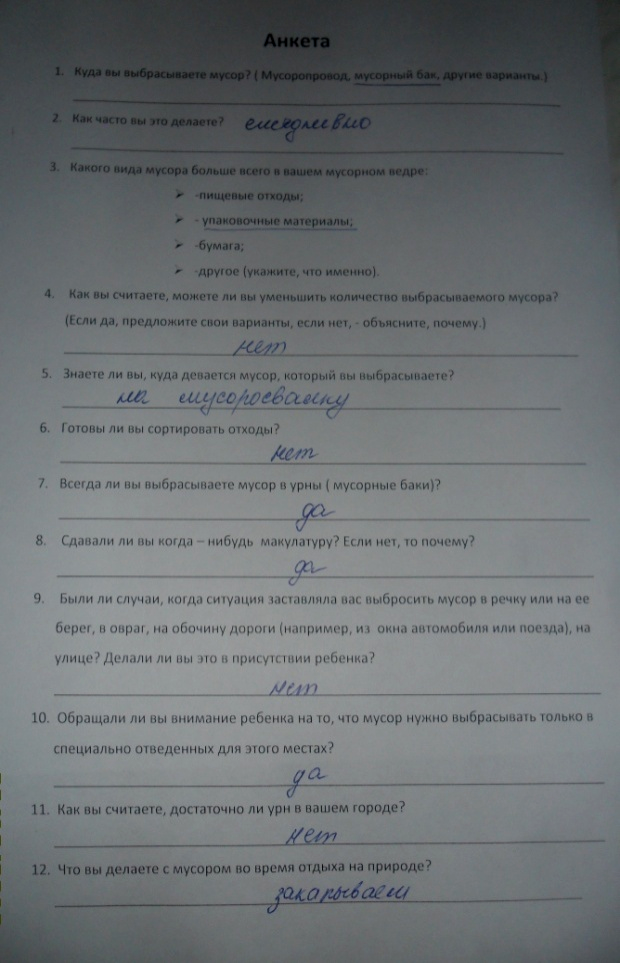 Анкета
1. Куда вы выбрасываете мусор? ( Мусоропровод, мусорный бак, другие варианты.)
2. Как часто вы это делаете? ежедневно
3. Какого вида мусора больше всего в вашем мусорном ведре:
➢ -пищевые отходы;
➢ - упаковочные материалы;
➢ -бумага;
➢ -другое (укажите, что именно).
4. Как вы считаете, можете ли вы уменьшить количество выбрасываемого мусора?
(Если да, предложите свои варианты, если нет, - объясните, почему.)
нет
5. Знаете ли вы, куда девается мусор, который вы выбрасываете?
на мусоросвалку
6. Готовы ли вы сортировать отходы?
нет
7. Всегда ли вы выбрасываете мусор в урны ( мусорные баки)?
да
8. Сдавали ли вы когда – нибудь макулатуру? Если нет, то почему?
да
9. Были ли случаи, когда ситуация заставляла вас выбросить мусор в речку или на ее
берег, в овраг, на обочину дороги (например, из окна автомобиля или поезда), на
улице? Делали ли вы это в присутствии ребенка?
нет
10. Обращали ли вы внимание ребенка на то, что мусор нужно выбрасывать только в
специально отведенных для этого местах?
да
11. Как вы считаете, достаточно ли урн в вашем городе?
нет
12. Что вы делаете с мусором во время отдыха на природе?
закапываем